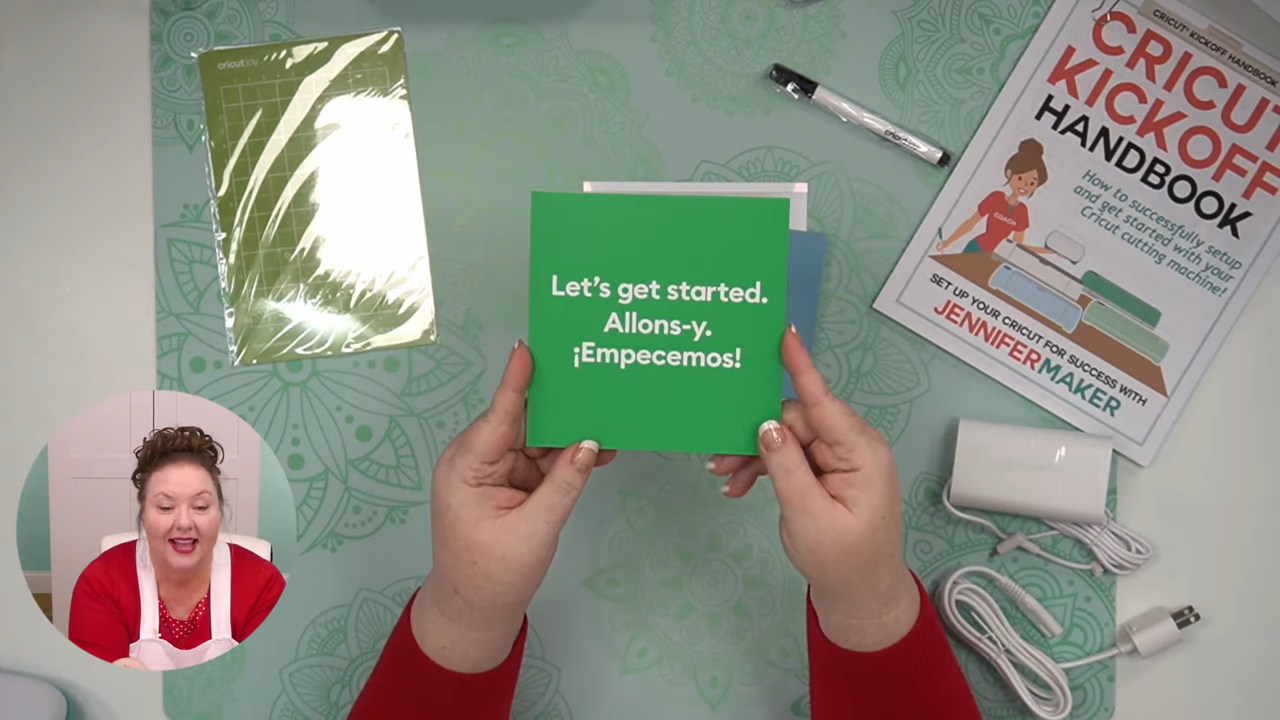 cricut joy
Let's get started.
Allons-y.
¡Empecemos!
CRICUT® KICKOFF HANDBOOK
CRICUT
KICKOFF
HANDBOOK
How to successfully setup
and get started with your
Cricut cutting machine!
COACH
SET UP YOUR CRICUT FOR SUCCESS WITH
JENNIFERMAKER